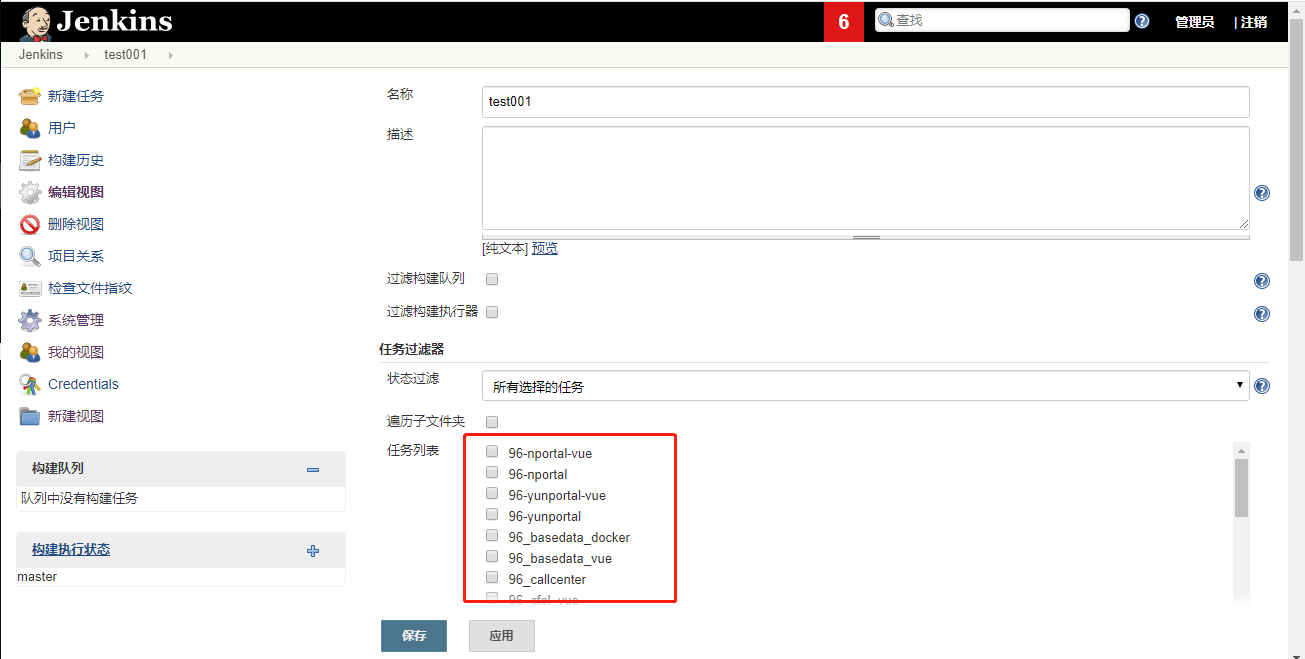 Jenkins
6
查找
管理员
| 注销
Jenkins
test001
新建任务
用户
构建历史
编辑视图
删除视图
项目关系
检查文件指纹
系统管理
我的视图
Credentials
新建视图
构建队列
队列中没有构建任务
构建执行状态
master
名称
test001
描述
[纯文本] 预览
过滤构建队列
过滤构建执行器
任务过滤器
状态过滤
所有选择的任务
遍历子文件夹
任务列表
96-nportal-vue
96-nportal
96-yunportal-vue
96-yunportal
96_basedata_docker
96_basedata_vue
96_callcenter
保存
应用